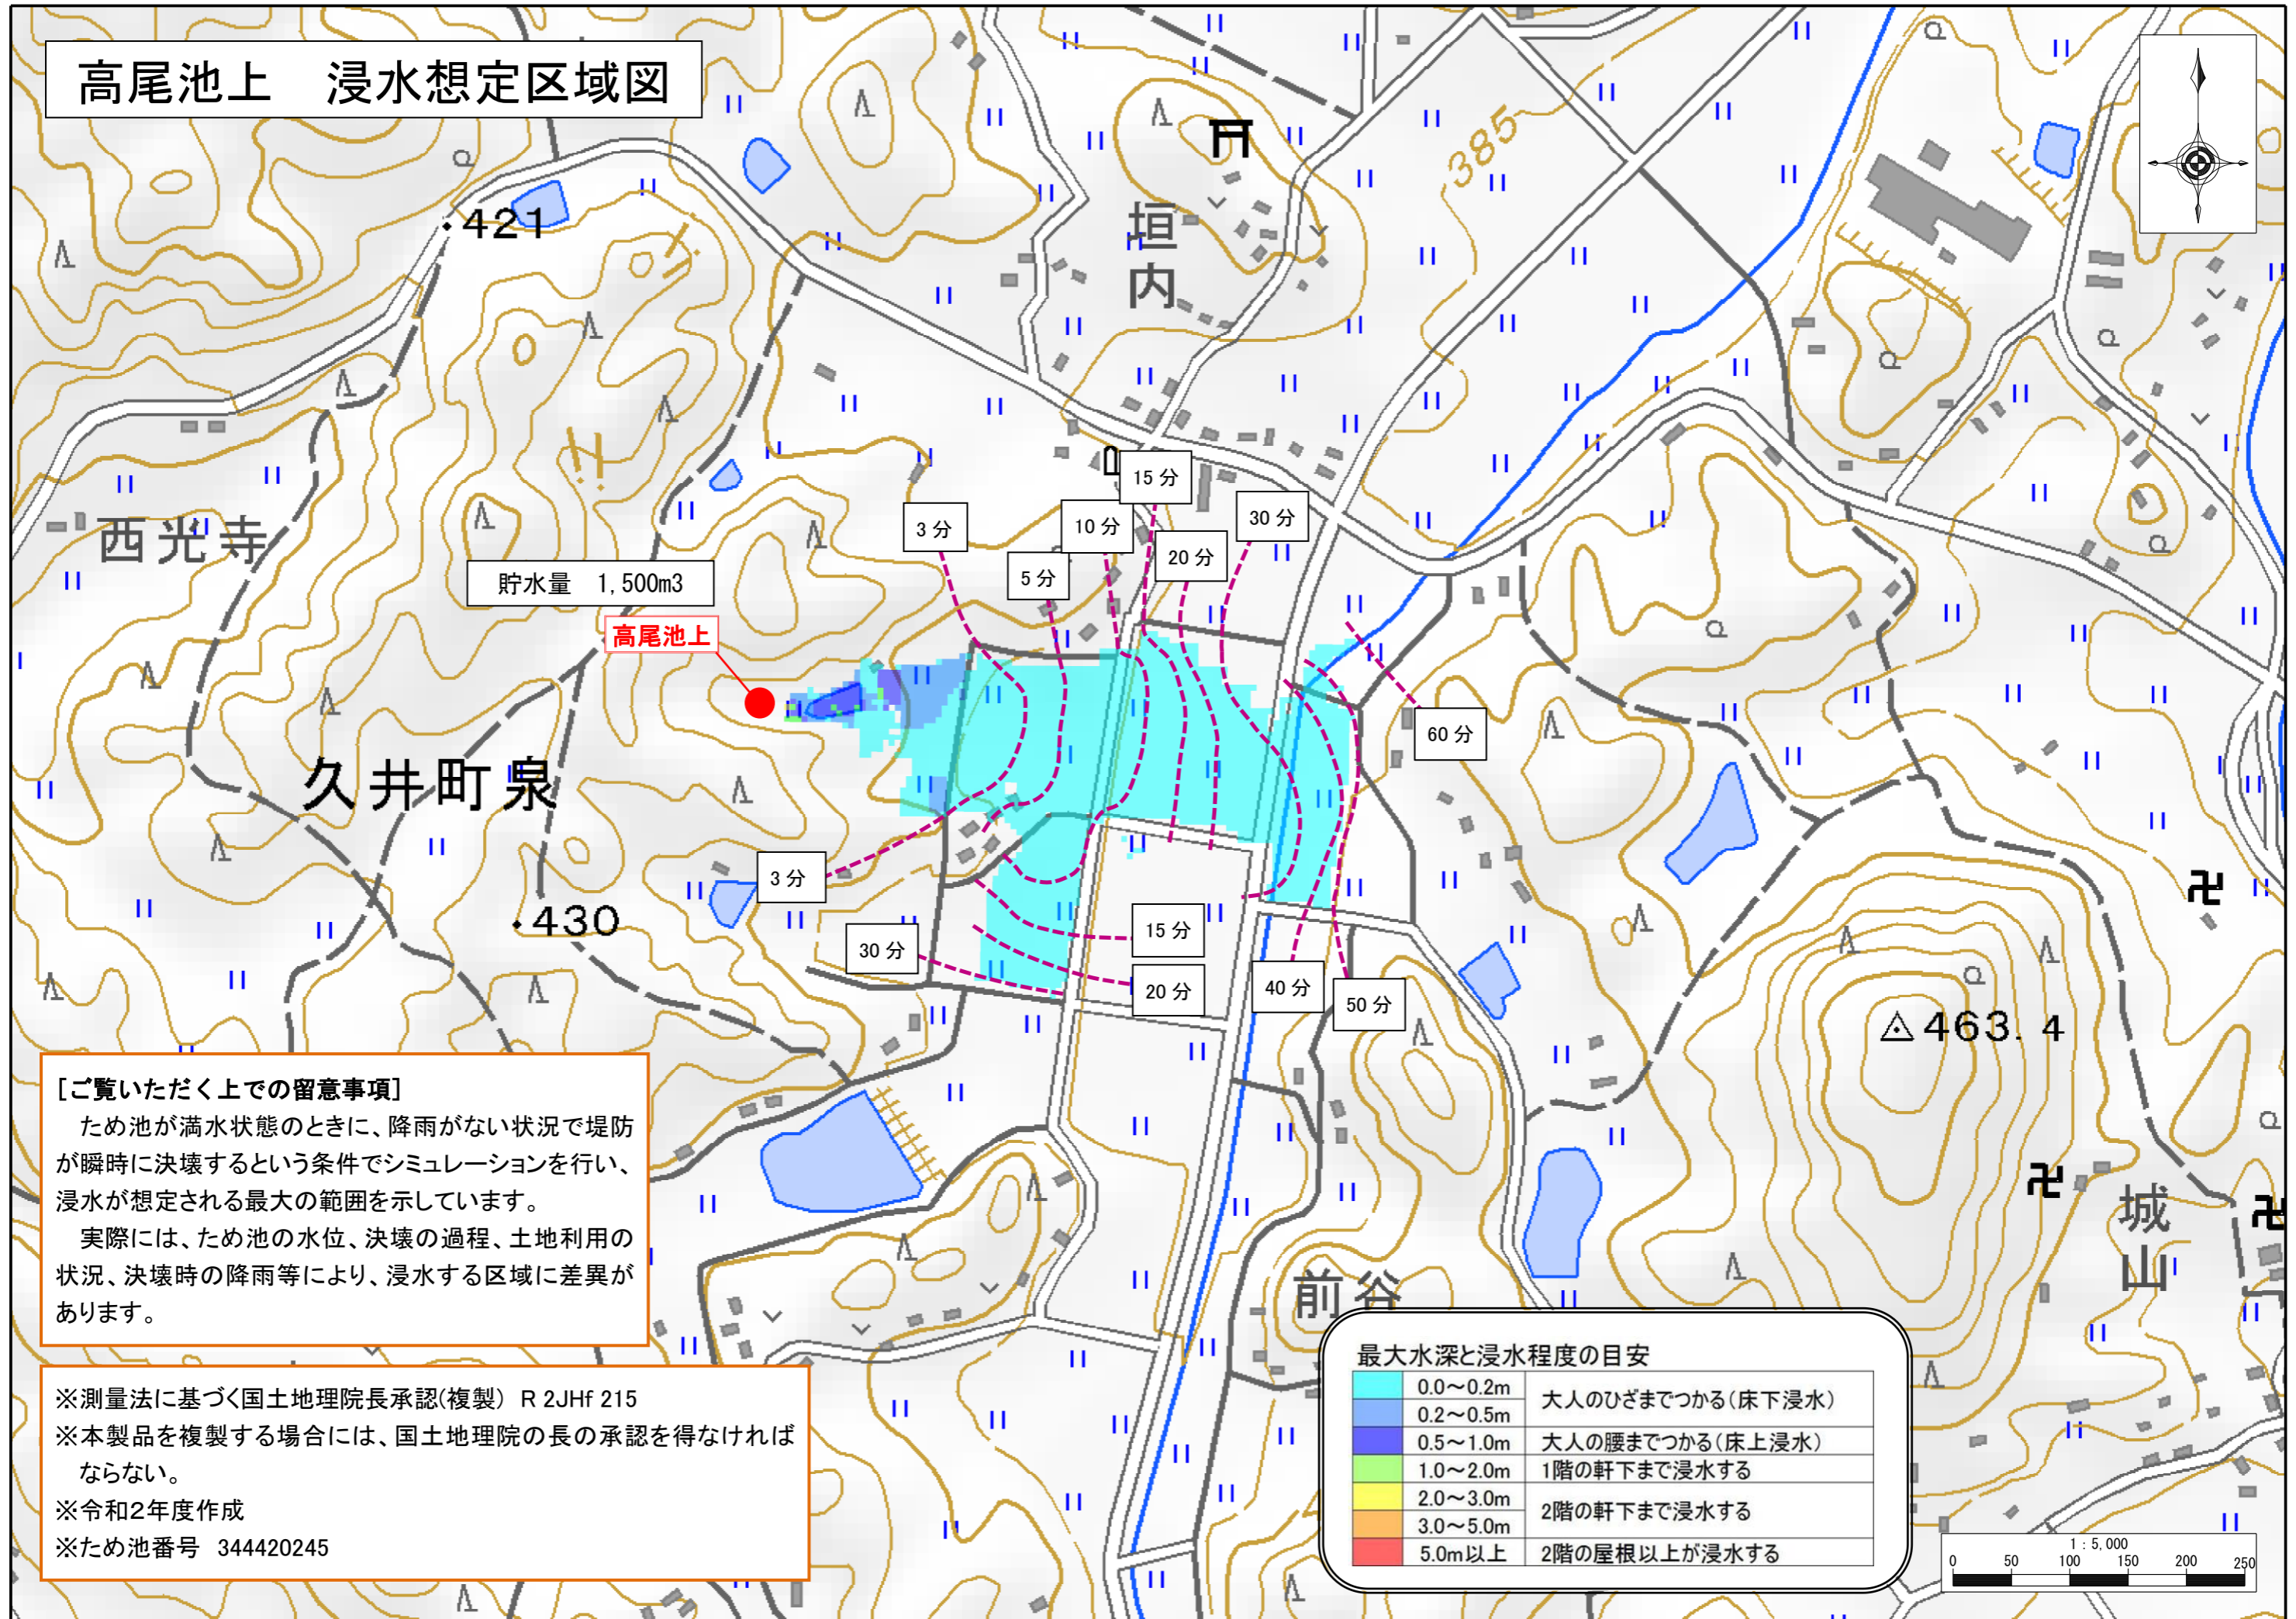 高尾池上　浸水想定区域図
421
385
垣内
西光寺
貯水量　1,500m3
高尾池上
3分
5分
10分
15分
20分
30分
60分
久井町泉
430
3分
30分
15分
20分
40分
50分
463.4
城山
前谷
[ご覧いただく上での留意事項]
ため池が満水状態のときに、降雨がない状況で堤防
が瞬時に決壊するという条件でシミュレーションを行い、
浸水が想定される最大の範囲を示しています。
実際には、ため池の水位、決壊の過程、土地利用の
状況、決壊時の降雨等により、浸水する区域に差異が
あります。
※測量法に基づく国土地理院長承認(複製) R 2JHf 215
※本製品を複製する場合には、国土地理院の長の承認を得なければ
ならない。
※令和2年度作成
※ため池番号 344420245
最大水深と浸水程度の目安
0.0～0.2m 大人のひざまでつかる(床下浸水)
0.2～0.5m
0.5～1.0m 大人の腰までつかる(床上浸水)
1.0～2.0m 1階の軒下まで浸水する
2.0～3.0m 2階の軒下まで浸水する
3.0～5.0m
5.0m以上 2階の屋根以上が浸水する
1：5,000
0 50 100 150 200 250